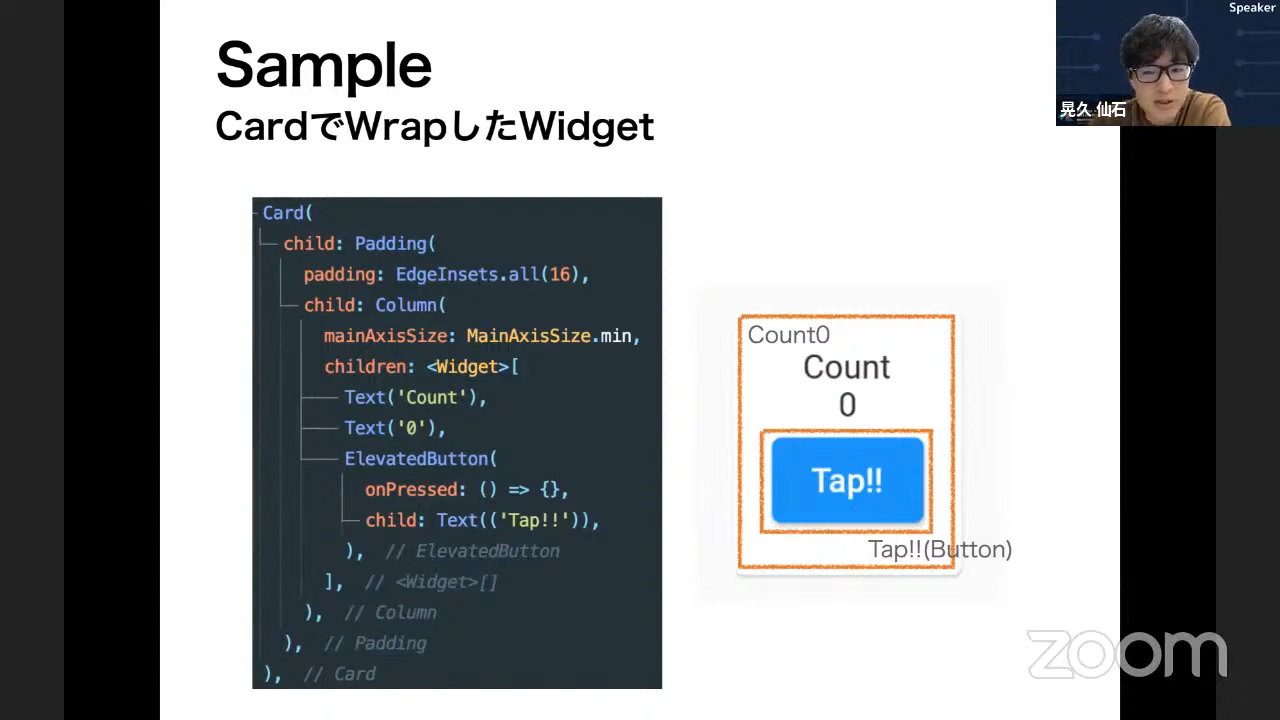 Sample
CardでWrapしたWidget
Card(
child: Padding(
padding: EdgeInsets.all(16),
child: Column(
mainAxisSize: MainAxisSize.min,
children: <Widget>[
Text('Count'),
Text('0'),
ElevatedButton(
onPressed: () => {},
child: Text(('Tap!!')),
), // ElevatedButton
], // <Widget>[]
), // Column
), // Padding
), // Card
Count0
Count
0
Tap!!
Tap!!(Button)
Speaker
晃久 仙石
zoom